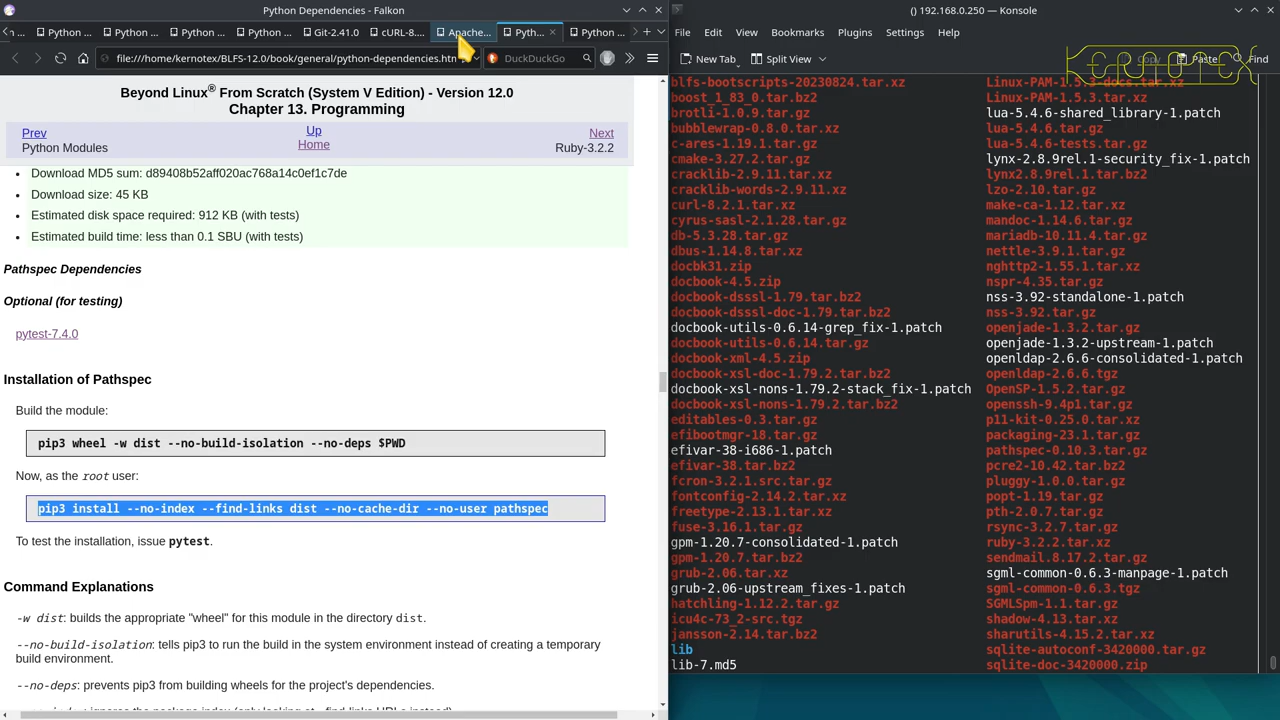 Python Dependencies - Falkon
n ...
Python ...
Python ...
Python ...
Python ...
Git-2.41.0
cURL-8....
Apache...
Pyth...
Python ...
file:///home/kernotex/BLFS-12.0/book/general/python-dependencies.htm
DuckDuckGo
Beyond Linux® From Scratch (System V Edition) - Version 12.0
Chapter 13. Programming
Prev Up Next
Python Modules Home Ruby-3.2.2
• Download MD5 sum: d89408b52aff020ac768a14c0ef1c7de
• Download size: 45 KB
• Estimated disk space required: 912 KB (with tests)
• Estimated build time: less than 0.1 SBU (with tests)
Pathspec Dependencies
Optional (for testing)
pytest-7.4.0
Installation of Pathspec
Build the module:
pip3 wheel -w dist --no-build-isolation --no-deps $PWD
Now, as the root user:
pip3 install --no-index --find-links dist --no-cache-dir --no-user pathspec
To test the installation, issue pytest.
Command Explanations
-w dist: builds the appropriate "wheel" for this module in the directory dist.
--no-build-isolation: tells pip3 to run the build in the system environment instead of creating a temporary
build environment.
--no-deps: prevents pip3 from building wheels for the project's dependencies.
() 192.168.0.250 — Konsole
File Edit View Bookmarks Plugins Settings Help
New Tab Split View Copy Paste Find
KERNOTEX
blfs-bootscripts-20230824.tar.xz Linux-PAM-1.5.3-docs.tar.xz
boost_1_83_0.tar.bz2 Linux-PAM-1.5.3.tar.xz
brotli-1.0.9.tar.gz lua-5.4.6-shared_library-1.patch
bubblewrap-0.8.0.tar.xz lua-5.4.6.tar.gz
c-ares-1.19.1.tar.gz lua-5.4.6-tests.tar.gz
cmake-3.27.2.tar.gz lynx-2.8.9rel.1-security_fix-1.patch
cracklib-2.9.11.tar.xz lynx2.8.9rel.1.tar.bz2
cracklib-words-2.9.11.xz lzo-2.10.tar.gz
curl-8.2.1.tar.xz make-ca-1.12.tar.xz
cyrus-sasl-2.1.28.tar.gz mandoc-1.14.6.tar.gz
db-5.3.28.tar.gz mariadb-10.11.4.tar.gz
dbus-1.14.8.tar.xz nettle-3.9.1.tar.gz
docbk31.zip nghttp2-1.55.1.tar.xz
docbook-4.5.zip nspr-4.35.tar.gz
docbook-dsssl-1.79.tar.bz2 nss-3.92-standalone-1.patch
docbook-dsssl-doc-1.79.tar.bz2 nss-3.92.tar.gz
docbook-utils-0.6.14-grep_fix-1.patch openjade-1.3.2.tar.gz
docbook-utils-0.6.14.tar.gz openjade-1.3.2-upstream-1.patch
docbook-xml-4.5.zip openldap-2.6.6-consolidated-1.patch
docbook-xsl-doc-1.79.2.tar.bz2 openldap-2.6.6.tgz
docbook-xsl-nons-1.79.2-stack_fix-1.patch OpenSP-1.5.2.tar.gz
docbook-xsl-nons-1.79.2.tar.bz2 openssh-9.4p1.tar.gz
editables-0.3.tar.gz p11-kit-0.25.0.tar.xz
efibootmgr-18.tar.gz packaging-23.1.tar.gz
efivar-38-i686-1.patch pathspec-0.10.3.tar.gz
efivar-38.tar.bz2 pcre2-10.42.tar.bz2
fcron-3.2.1.src.tar.gz pluggy-1.0.0.tar.gz
fontconfig-2.14.2.tar.xz popt-1.19.tar.gz
freetype-2.13.1.tar.xz pth-2.0.7.tar.gz
fuse-3.16.1.tar.gz rsync-3.2.7.tar.gz
gpm-1.20.7-consolidated-1.patch ruby-3.2.2.tar.xz
gpm-1.20.7.tar.bz2 sendmail.8.17.2.tar.gz
grub-2.06.tar.xz sgml-common-0.6.3-manpage-1.patch
grub-2.06-upstream_fixes-1.patch sgml-common-0.6.3.tgz
hatchling-1.12.2.tar.gz SGMLSpm-1.1.tar.gz
icu4c-73_2-src.tgz shadow-4.13.tar.xz
jansson-2.14.tar.bz2 sharutils-4.15.2.tar.xz
lib sqlite-autoconf-3420000.tar.gz
lib-7.md5 sqlite-doc-3420000.zip